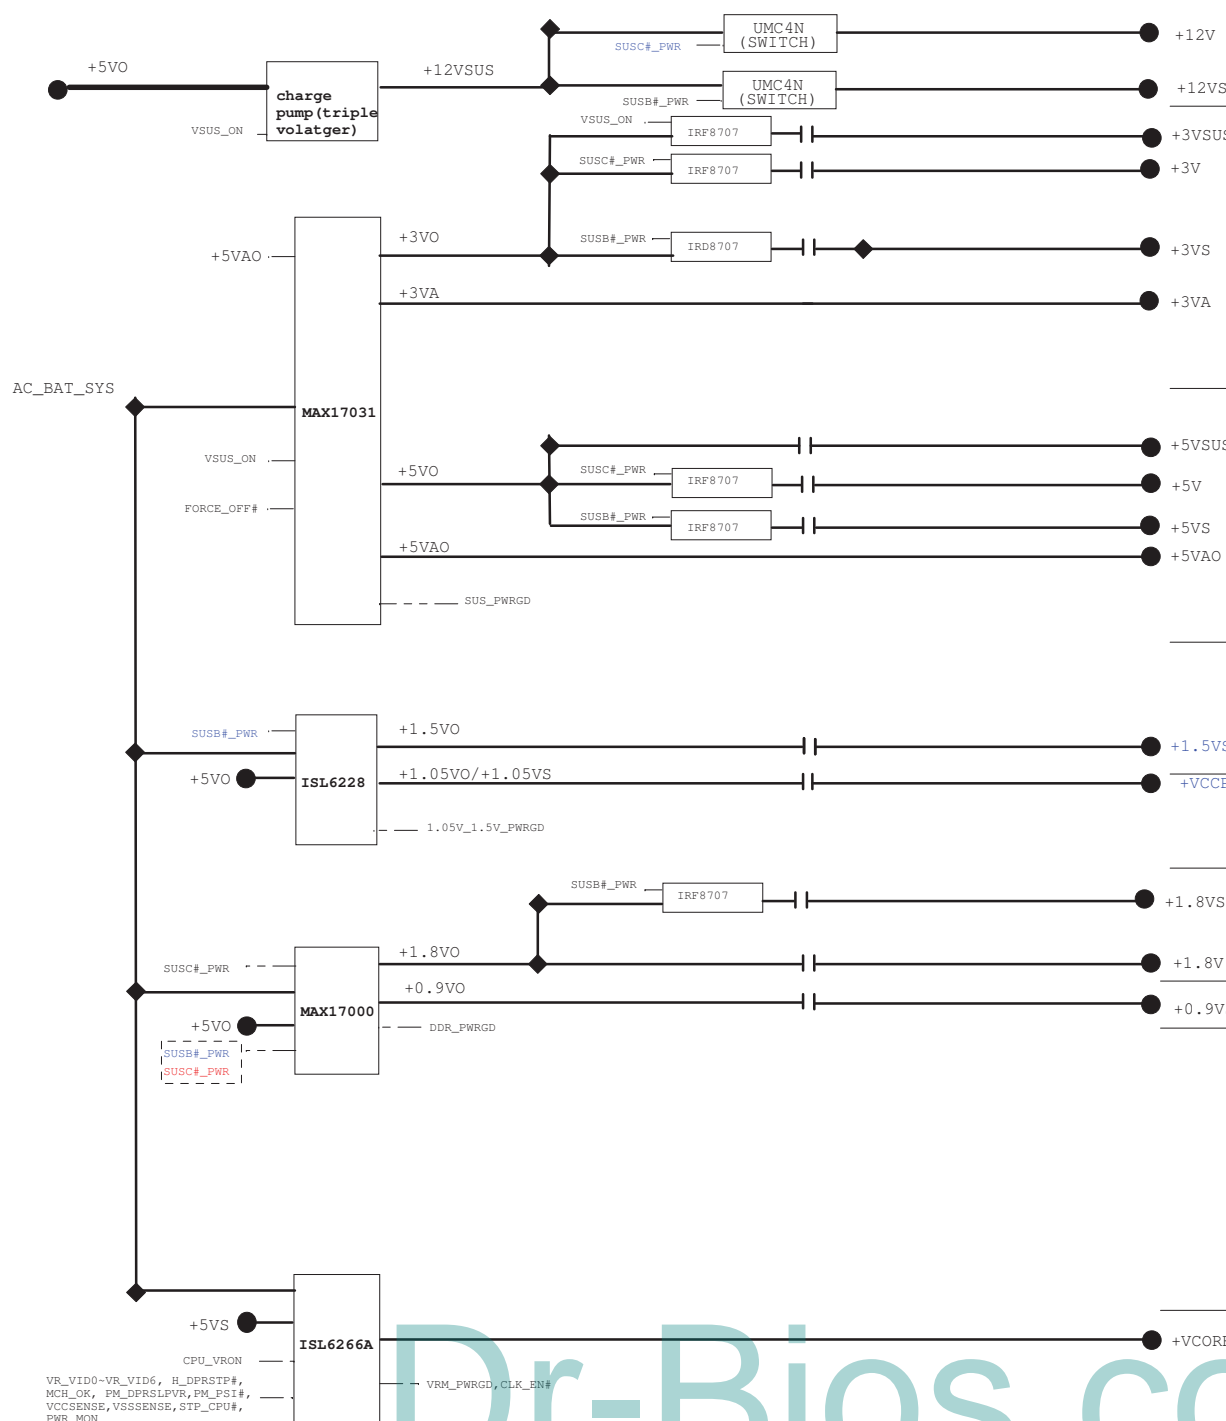 UMC4N
(SWITCH)
SUSC#_PWR
+12V
+5VO
+12VSUS
charge
pump(triple
volatger)
VSUS_ON
UMC4N
(SWITCH)
SUSB#_PWR
+12VS
VSUS_ON
IRF8707
+3VSUS
SUSC#_PWR
IRF8707
+3V
+3VO
SUSB#_PWR
IRD8707
+3VS
+5VAO
+3VA
+3VA
AC_BAT_SYS
MAX17031
+5VSUS
VSUS_ON
+5VO
SUSC#_PWR
IRF8707
+5V
FORCE_OFF#
SUSB#_PWR
IRF8707
+5VS
+5VAO
+5VAO
SUS_PWRGD
SUSB#_PWR
+1.5VO
+1.5VS
+5VO
ISL6228
+1.05VO/+1.05VS
+VCCP
1.05V_1.5V_PWRGD
SUSB#_PWR
IRF8707
+1.8VS
SUSC#_PWR
+1.8VO
+1.8V
+0.9VO
MAX17000
+0.9V
+5VO
DDR_PWRGD
SUSB#_PWR
SUSC#_PWR
+5VS
ISL6266A
+VCORE
CPU_VRON
VR_VID0~VR_VID6, H_DPRSTP#,
MCH_OK, PM_DPRSLPVR,PM_PSI#,
VCCSENSE,VSSSENSE,STP_CPU#,
PWR_MON
VRM_PWRGD,CLK_EN#
Dr-Bios.co